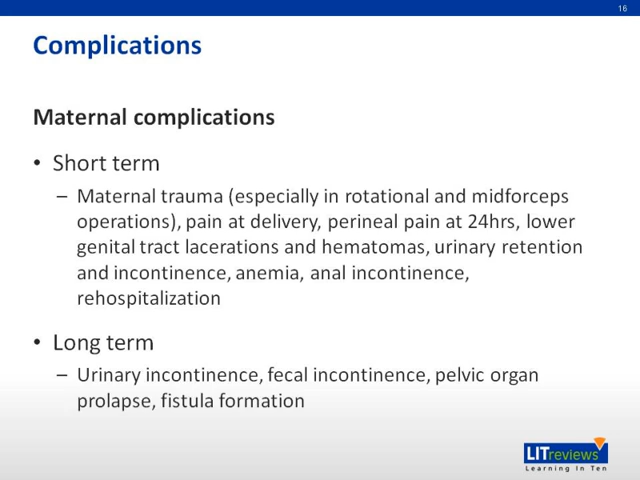 16
Complications
Maternal complications
• Short term
– Maternal trauma (especially in rotational and midforceps
operations), pain at delivery, perineal pain at 24hrs, lower
genital tract lacerations and hematomas, urinary retention
and incontinence, anemia, anal incontinence,
rehospitalization
• Long term
– Urinary incontinence, fecal incontinence, pelvic organ
prolapse, fistula formation
LITreviews
Learning In Ten